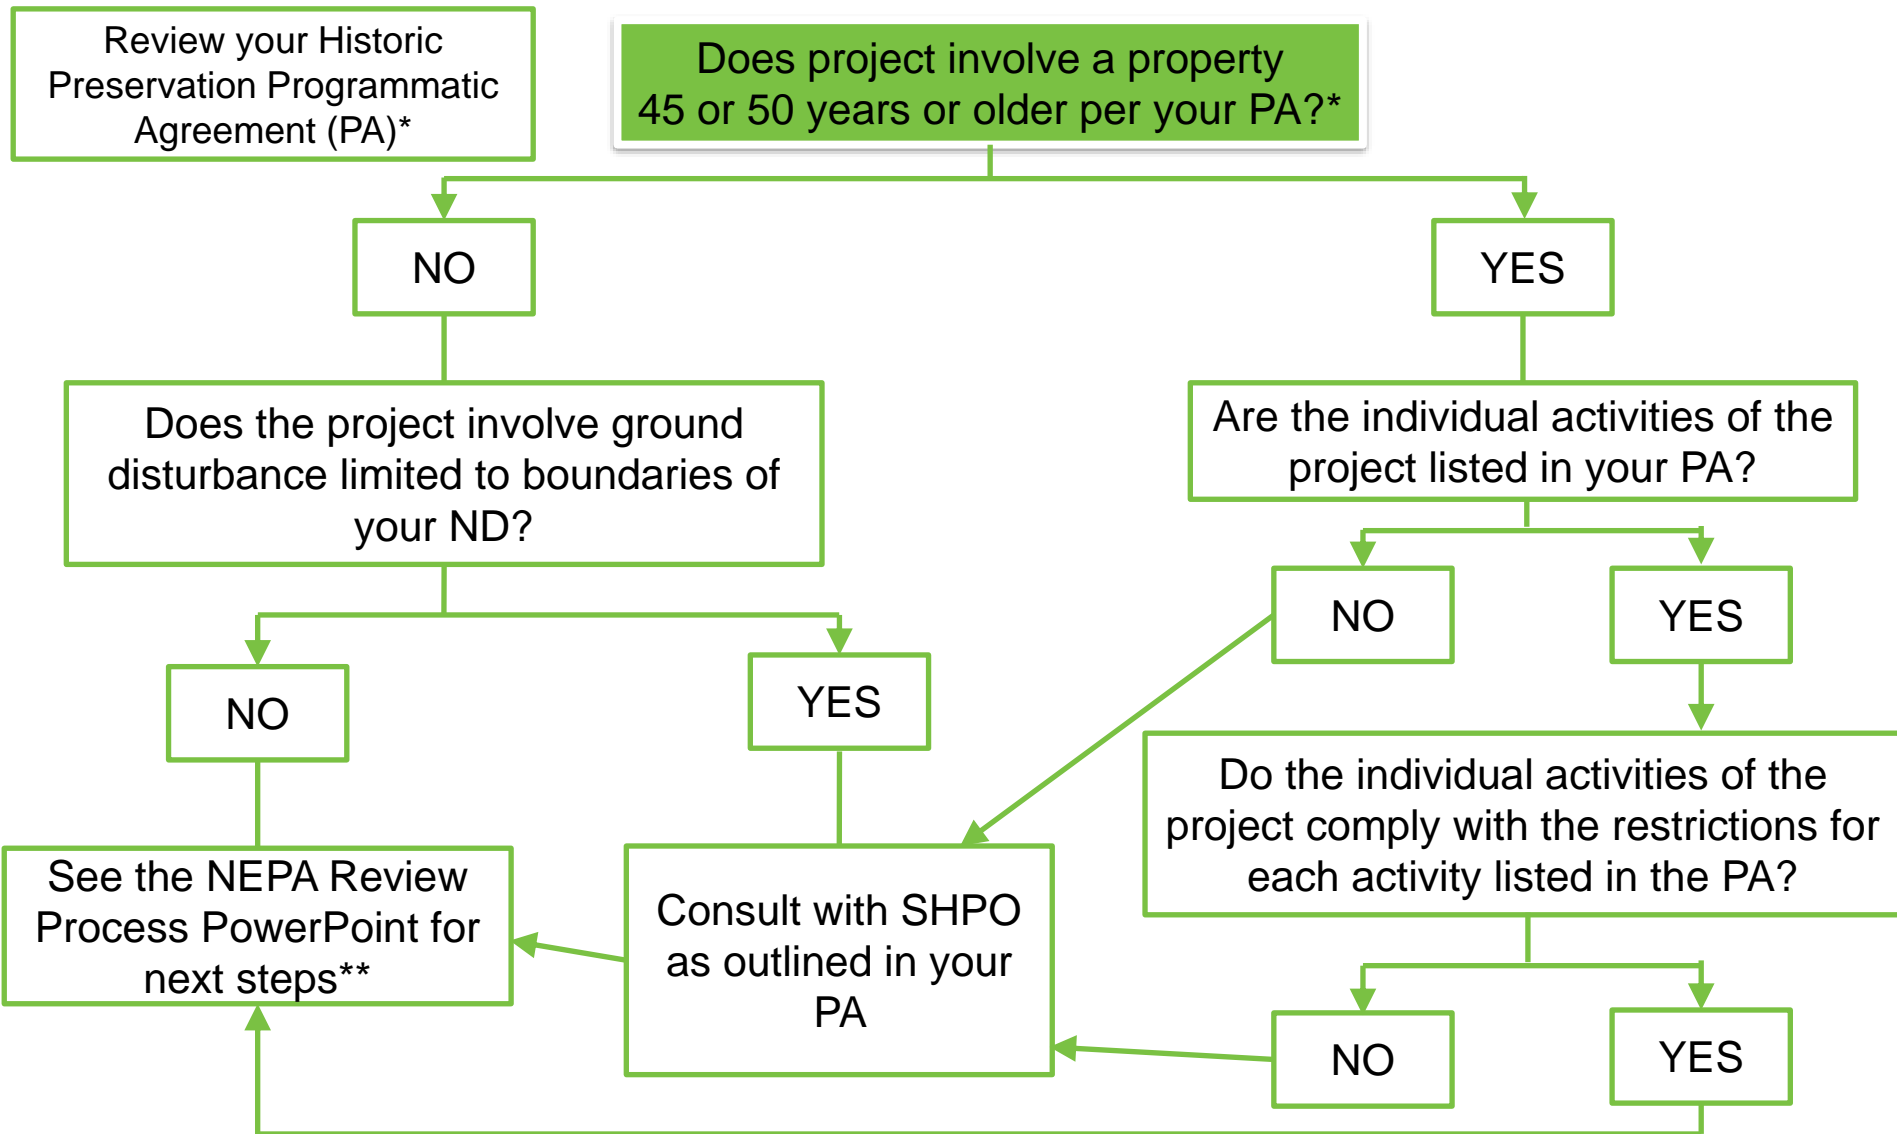 Review your Historic
Preservation Programmatic
Agreement (PA)*
Does project involve a property
45 or 50 years or older per your PA?*
NO
YES
Does the project involve ground
disturbance limited to boundaries of
your ND?
Are the individual activities of the
project listed in your PA?
NO
YES
NO
YES
Do the individual activities of the
project comply with the restrictions for
each activity listed in the PA?
See the NEPA Review
Process PowerPoint for
next steps**
Consult with SHPO
as outlined in your
PA
NO
YES